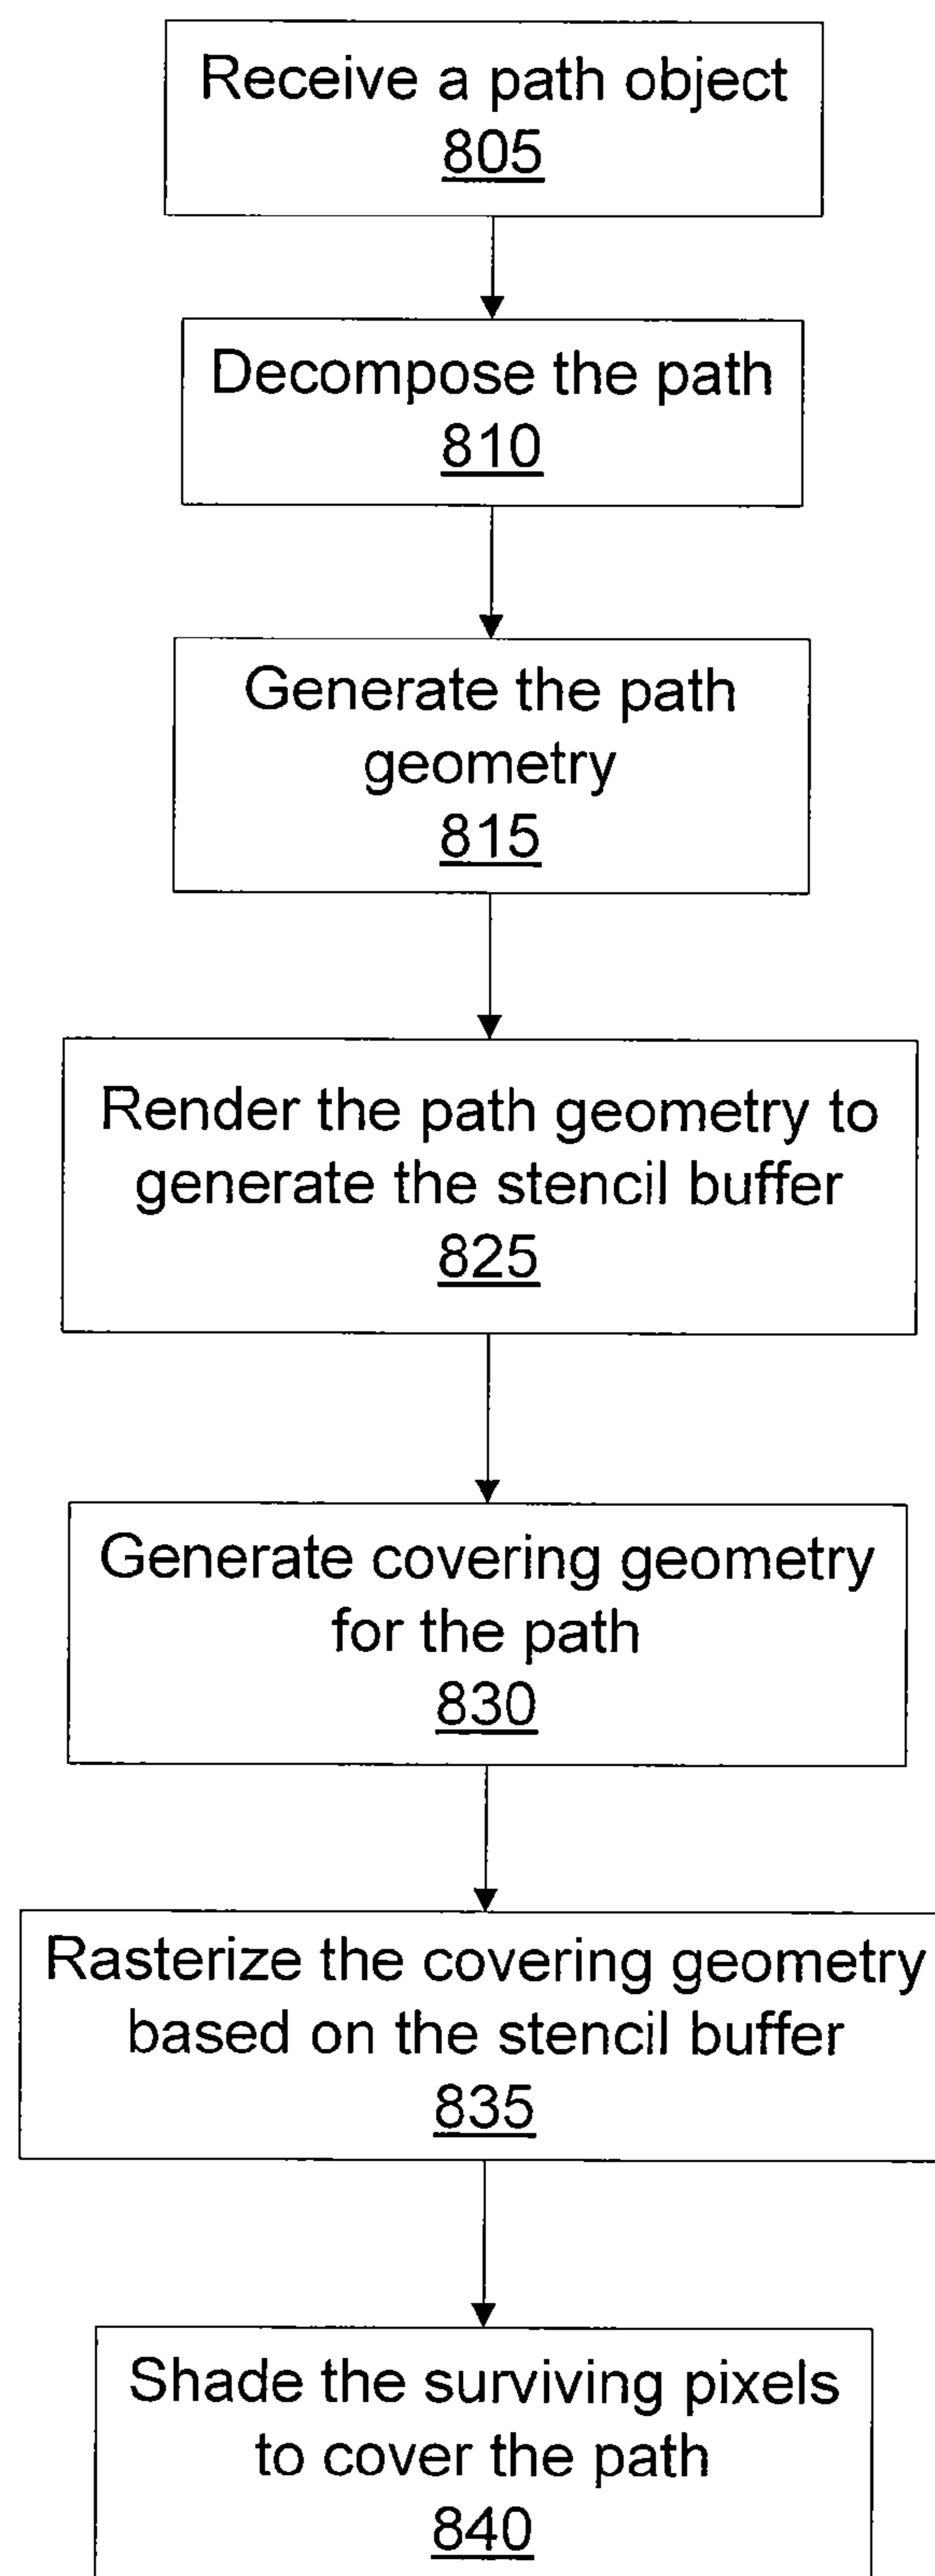 Receive a path object
805
Decompose the path
810
Generate the path
geometry
815
Render the path geometry to
generate the stencil buffer
825
Generate covering geometry
for the path
830
Rasterize the covering geometry
based on the stencil buffer
835
Shade the surviving pixels
to cover the path
840